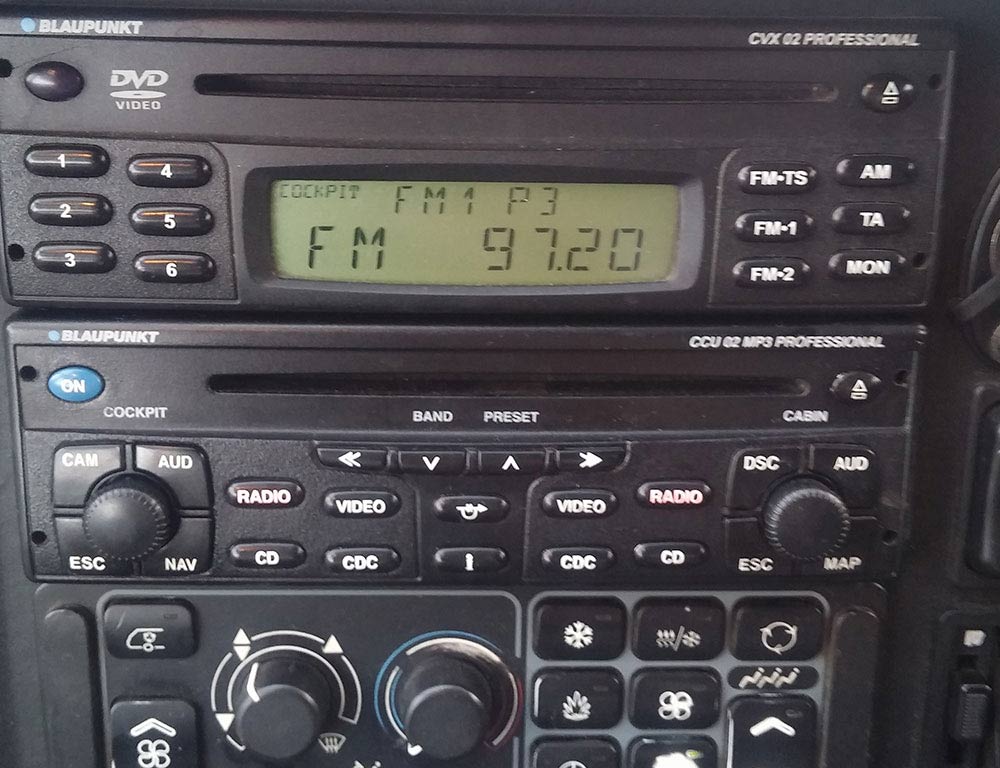 BLAUPUNKT
CVX 02 PROFESSIONAL
DVD
VIDEO
1 4
2 5
3 6
COCKPIT FM1 P3
FM 97.20
FM•TS AM
FM•1 TA
FM•2 MON
BLAUPUNKT
CCU 02 MP3 PROFESSIONAL
ON
COCKPIT BAND PRESET CABIN
CAM AUD
DSC AUD
RADIO VIDEO VIDEO RADIO
CD CDC i CDC CD
ESC NAV
ESC MAP